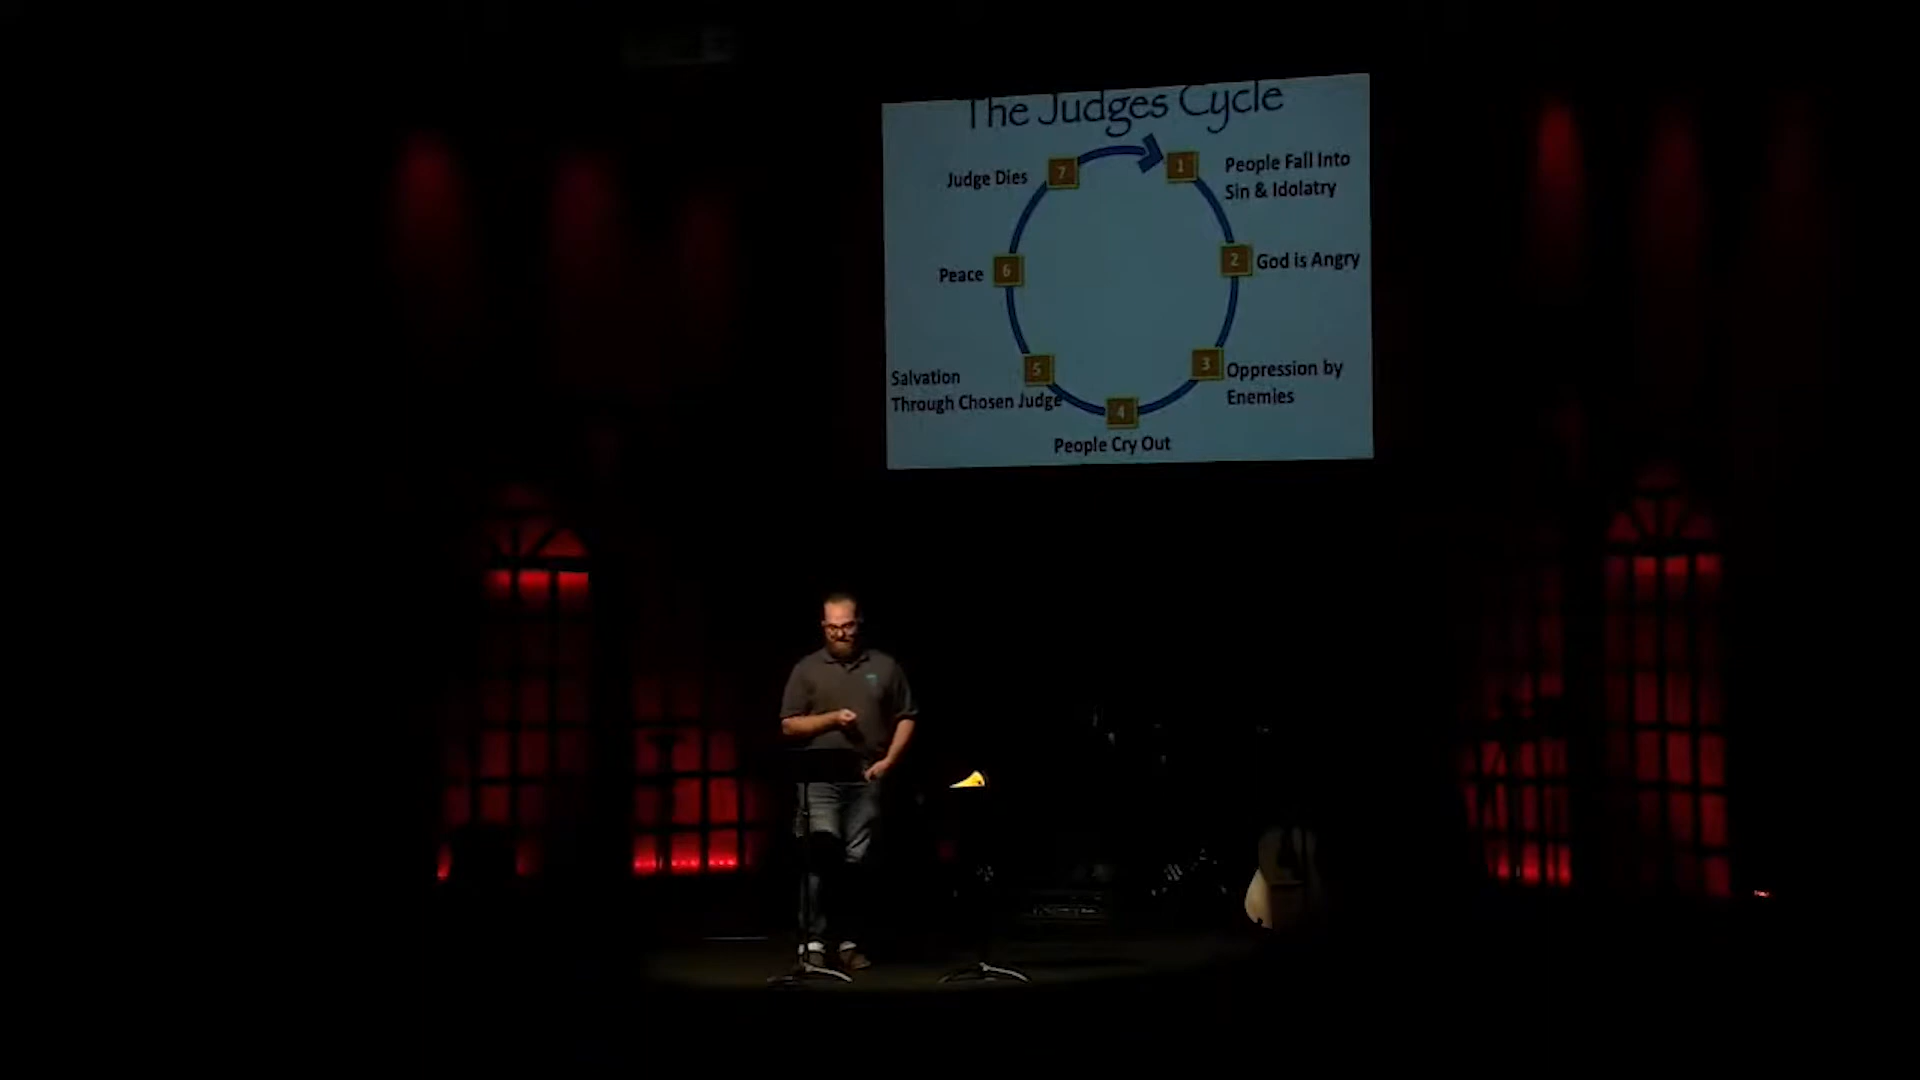 The Judges Cycle
7
1
Judge Dies
People Fall Into
Sin & Idolatry
6
Peace
2
God is Angry
5
Salvation
Through Chosen Judge
3
Oppression by
Enemies
4
People Cry Out